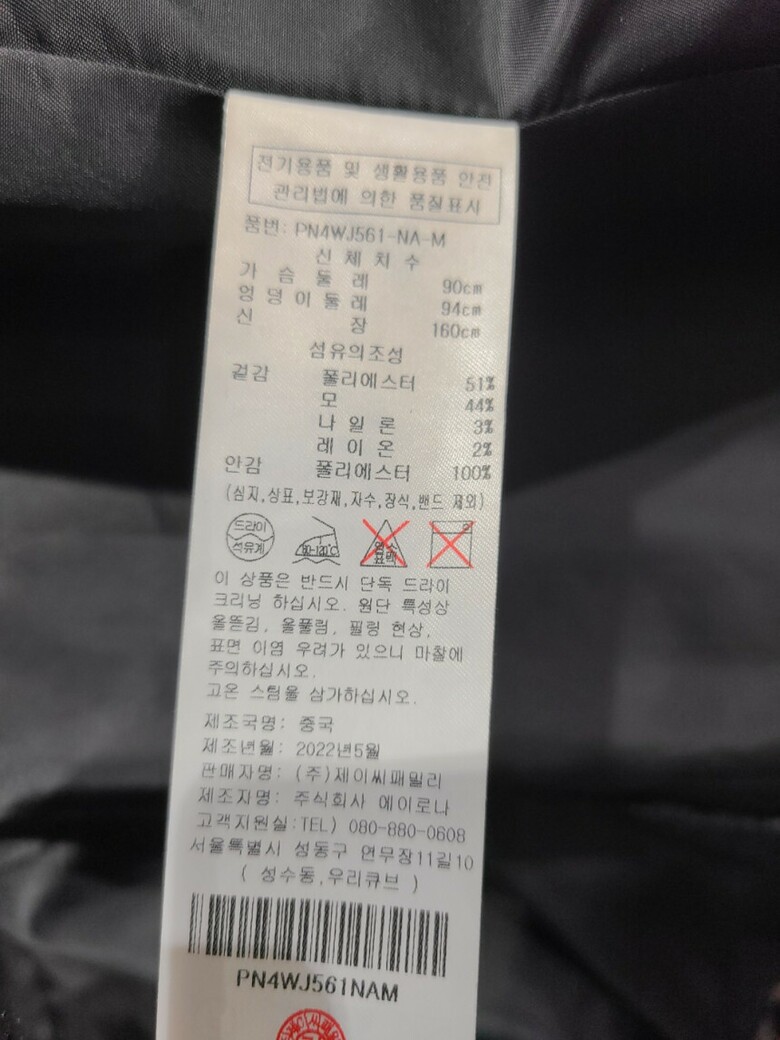 전기용품 및 생활용품 안전
관리법에 의한 품질표시
품번: PN4WJ561-NA-M
신 체 치 수
가 슴 둘 레 90cm
엉 덩 이 둘 레 94cm
신 장 160cm
섬유의조성
겉감 폴리에스터 51%
모 44%
나 일 론 3%
레 이 온 2%
안감 폴리에스터 100%
(심지,상표,보강재,자수,장식,밴드 제외)
드라이
석유계
80-120℃
염소
표백
이 상품은 반드시 단독 드라이
크리닝 하십시오. 원단 특성상
올뜯김, 올풀림, 필링 현상,
표면 이염 우려가 있으니 마찰에
주의하십시오.
고온 스팀을 삼가하십시오.
제조국명: 중국
제조년월: 2022년5월
판매자명: (주)제이씨패밀리
제조자명: 주식회사 에이로나
고객지원실:TEL) 080-880-0608
서울특별시 성동구 연무장11길10
( 성수동,우리큐브 )
PN4WJ561NAM